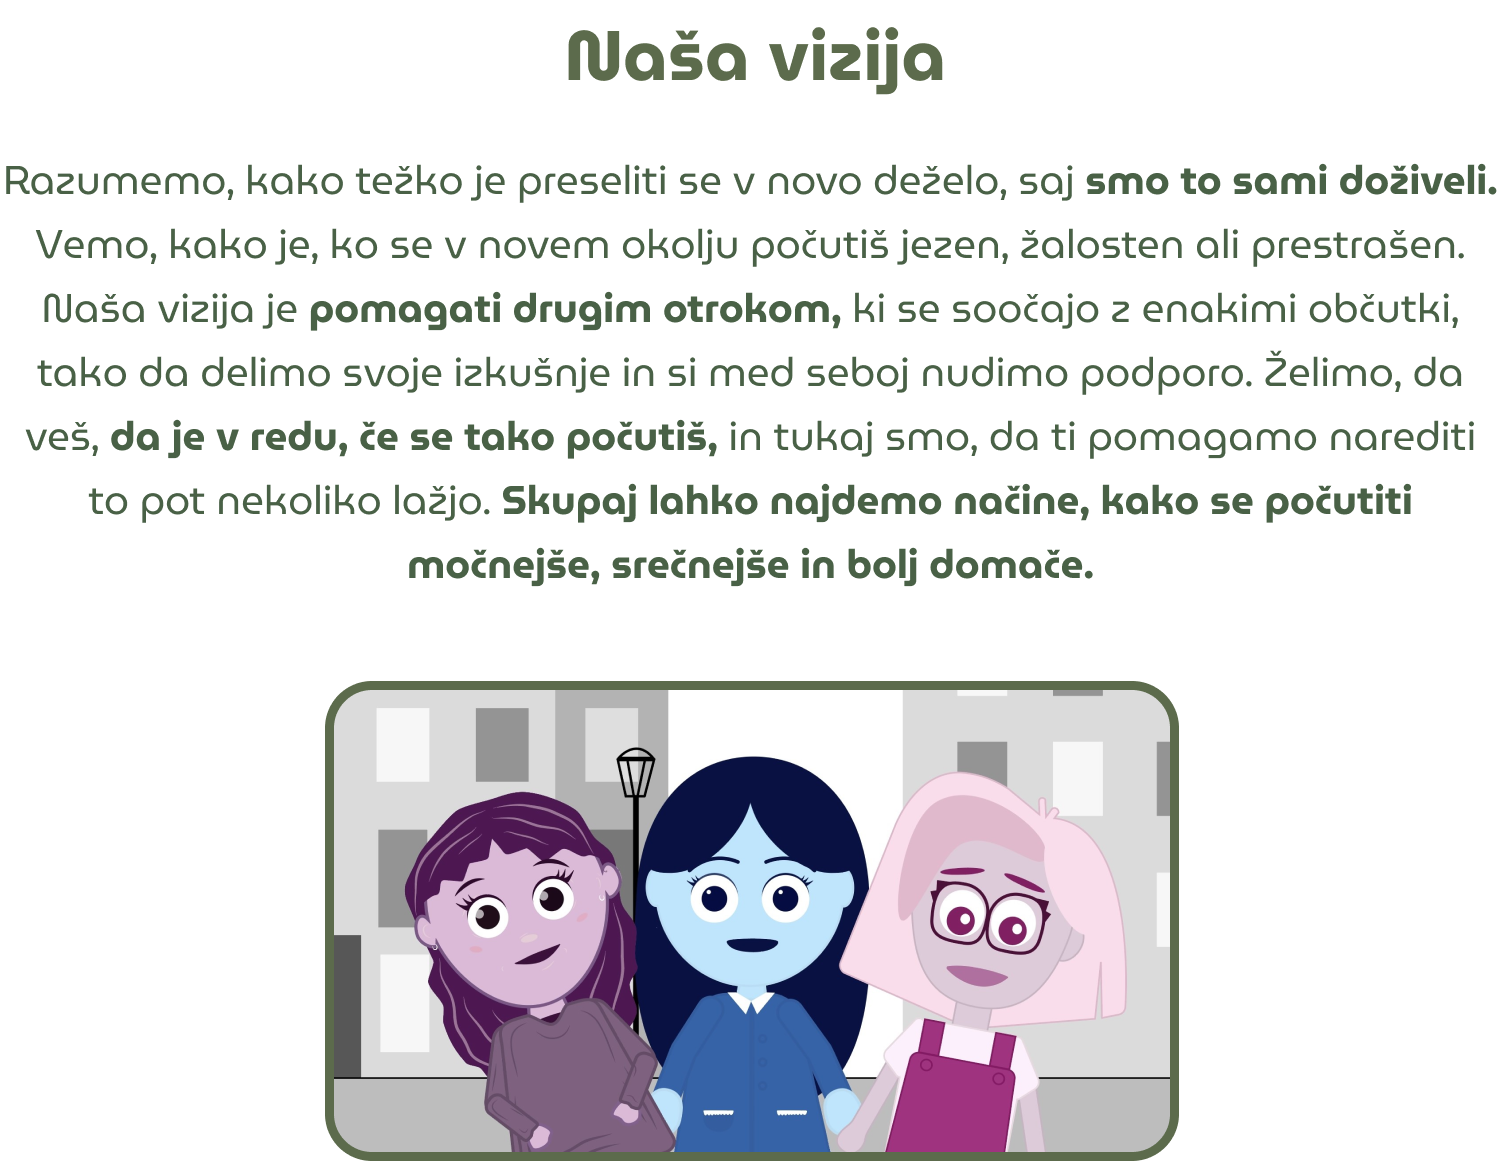 Naša vizija
Razumemo, kako težko je preseliti se v novo deželo, saj smo to sami doživeli.
Vemo, kako je, ko se v novem okolju počutiš jezen, žalosten ali prestrašen.
Naša vizija je pomagati drugim otrokom, ki se soočajo z enakimi občutki,
tako da delimo svoje izkušnje in si med seboj nudimo podporo. Želimo, da
veš, da je v redu, če se tako počutiš, in tukaj smo, da ti pomagamo narediti
to pot nekoliko lažjo. Skupaj lahko najdemo načine, kako se počutiti
močnejše, srečnejše in bolj domače.